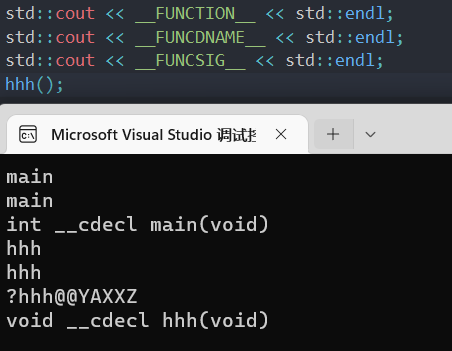 std::cout << __FUNCTION__ << std::endl;
std::cout << __FUNCDNAME__ << std::endl;
std::cout << __FUNCSIG__ << std::endl;
hhh();
Microsoft Visual Studio 调试
main
main
int __cdecl main(void)
hhh
hhh
?hhh@@YAXXZ
void __cdecl hhh(void)